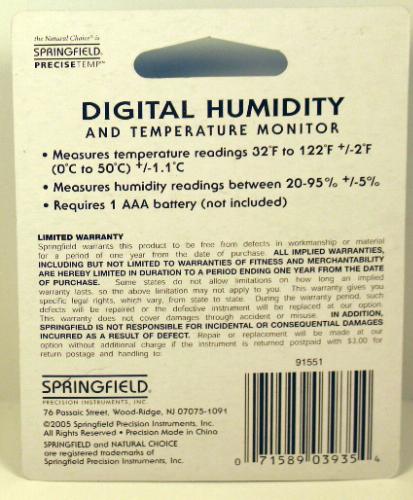 the Natural Choice® is
SPRINGFIELD®
PRECISETEMP™
DIGITAL HUMIDITY
AND TEMPERATURE MONITOR
• Measures temperature readings 32°F to 122°F +/-2°F
(0°C to 50°C) +/-1.1°C
• Measures humidity readings between 20-95% +/-5%
• Requires 1 AAA battery (not included)
LIMITED WARRANTY
Springfield warrants this product to be free from defects in workmanship or material
for a period of one year from the date of purchase. ALL IMPLIED WARRANTIES,
INCLUDING BUT NOT LIMITED TO WARRANTIES OF FITNESS AND MERCHANTABILITY
ARE HEREBY LIMITED IN DURATION TO A PERIOD ENDING ONE YEAR FROM THE DATE
OF PURCHASE. Some states do not allow limitations on how long an implied
warranty lasts, so the above limitation may not apply to you. This warranty gives you
specific legal rights, which vary, from state to state. During the warranty period, such
defects will be repaired or the defective instrument will be replaced at our option.
This warranty does not cover damages through accident or misuse. IN ADDITION,
SPRINGFIELD IS NOT RESPONSIBLE FOR INCIDENTAL OR CONSEQUENTIAL DAMAGES
INCURRED AS A RESULT OF DEFECT. Repair or replacement will be made at our
option without additional charge if the instrument is returned postpaid with $3.00 for
return postage and handling to:
91551
SPRINGFIELD®
PRECISION INSTRUMENTS, INC.
76 Passaic Street, Wood-Ridge, NJ 07075-1091
©2005 Springfield Precision Instruments, Inc.
All Rights Reserved • Made in China
SPRINGFIELD and NATURAL CHOICE
are registered trademarks of
Springfield Precision Instruments, Inc.
0 71589 03935 4